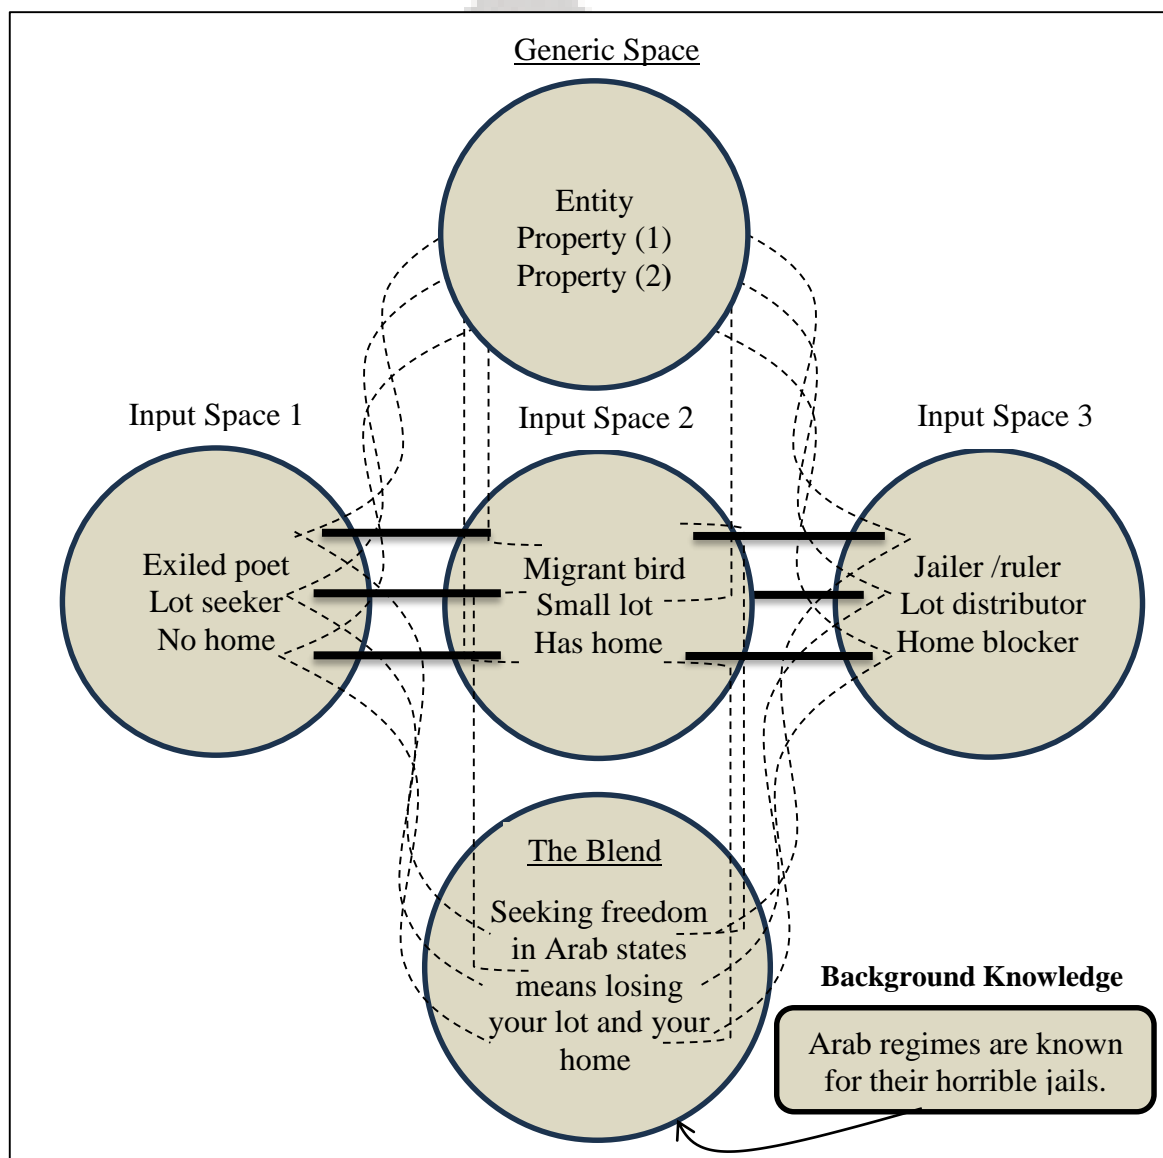 Generic Space
Entity
Property (1)
Property (2)
Input Space 1
Input Space 2
Input Space 3
Exiled poet
Lot seeker
No home
Migrant bird
Small lot
Has home
Jailer /ruler
Lot distributor
Home blocker
The Blend
Seeking freedom
in Arab states
means losing
your lot and your
home
Background Knowledge
Arab regimes are known
for their horrible jails.